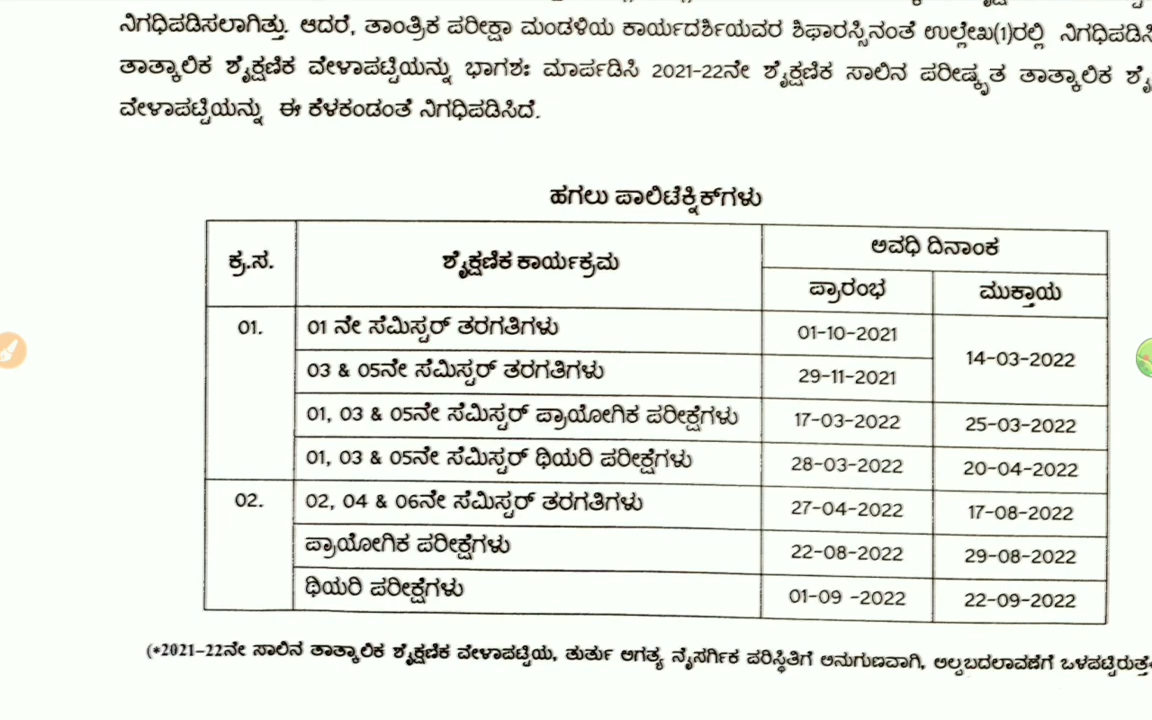 ನಿಗಧಿಪಡಿಸಲಾಗಿತ್ತು. ಆದರೆ, ತಾಂತ್ರಿಕ ಪರೀಕ್ಷಾ ಮಂಡಳಿಯ ಕಾರ್ಯದರ್ಶಿಯವರ ಶಿಫಾರಸ್ಸಿನಂತೆ ಉಲ್ಲೇಖ(1)ರಲ್ಲಿ ನಿಗಧಿಪಡಿಸಿ
ತಾತ್ಕಾಲಿಕ ಶೈಕ್ಷಣಿಕ ವೇಳಾಪಟ್ಟಿಯನ್ನು ಭಾಗಶಃ ಮಾರ್ಪಡಿಸಿ 2021-22ನೇ ಶೈಕ್ಷಣಿಕ ಸಾಲಿನ ಪರೀಷ್ಕೃತ ತಾತ್ಕಾಲಿಕ ಶೈ
ವೇಳಾಪಟ್ಟಿಯನ್ನು ಈ ಕೆಳಕಂಡಂತೆ ನಿಗಧಿಪಡಿಸಿದೆ.
ಹಗಲು ಪಾಲಿಟೆಕ್ನಿಕ್‌ಗಳು
ಕ್ರ.ಸ. ಶೈಕ್ಷಣಿಕ ಕಾರ್ಯಕ್ರಮ ಅವಧಿ ದಿನಾಂಕ
ಪ್ರಾರಂಭ ಮುಕ್ತಾಯ
01. 01 ನೇ ಸೆಮಿಸ್ಟರ್ ತರಗತಿಗಳು 01-10-2021 14-03-2022
03 & 05ನೇ ಸೆಮಿಸ್ಟರ್ ತರಗತಿಗಳು 29-11-2021
01, 03 & 05ನೇ ಸೆಮಿಸ್ಟರ್ ಪ್ರಾಯೋಗಿಕ ಪರೀಕ್ಷೆಗಳು 17-03-2022 25-03-2022
01, 03 & 05ನೇ ಸೆಮಿಸ್ಟರ್ ಥಿಯರಿ ಪರೀಕ್ಷೆಗಳು 28-03-2022 20-04-2022
02. 02, 04 & 06ನೇ ಸೆಮಿಸ್ಟರ್ ತರಗತಿಗಳು 27-04-2022 17-08-2022
ಪ್ರಾಯೋಗಿಕ ಪರೀಕ್ಷೆಗಳು 22-08-2022 29-08-2022
ಥಿಯರಿ ಪರೀಕ್ಷೆಗಳು 01-09 -2022 22-09-2022
(*2021-22ನೇ ಸಾಲಿನ ತಾತ್ಕಾಲಿಕ ಶೈಕ್ಷಣಿಕ ವೇಳಾಪಟ್ಟಿಯ, ತುರ್ತು ಅಗತ್ಯ ನೈಸರ್ಗಿಕ ಪರಿಸ್ಥಿತಿಗೆ ಅನುಗುಣವಾಗಿ, ಅಲ್ಪಬದಲಾವಣೆಗೆ ಒಳಪಟ್ಟಿರುತ್ತ